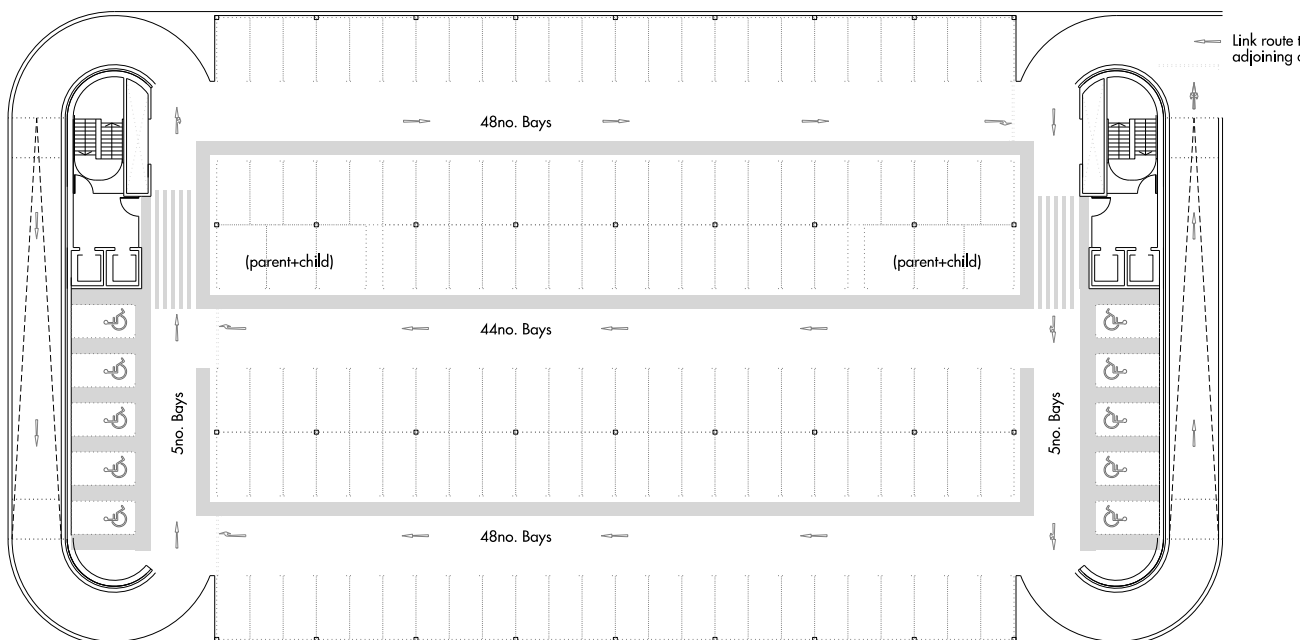 Link route
adjoining
48no. Bays
(parent+child)
(parent+child)
44no. Bays
5no. Bays
5no. Bays
48no. Bays